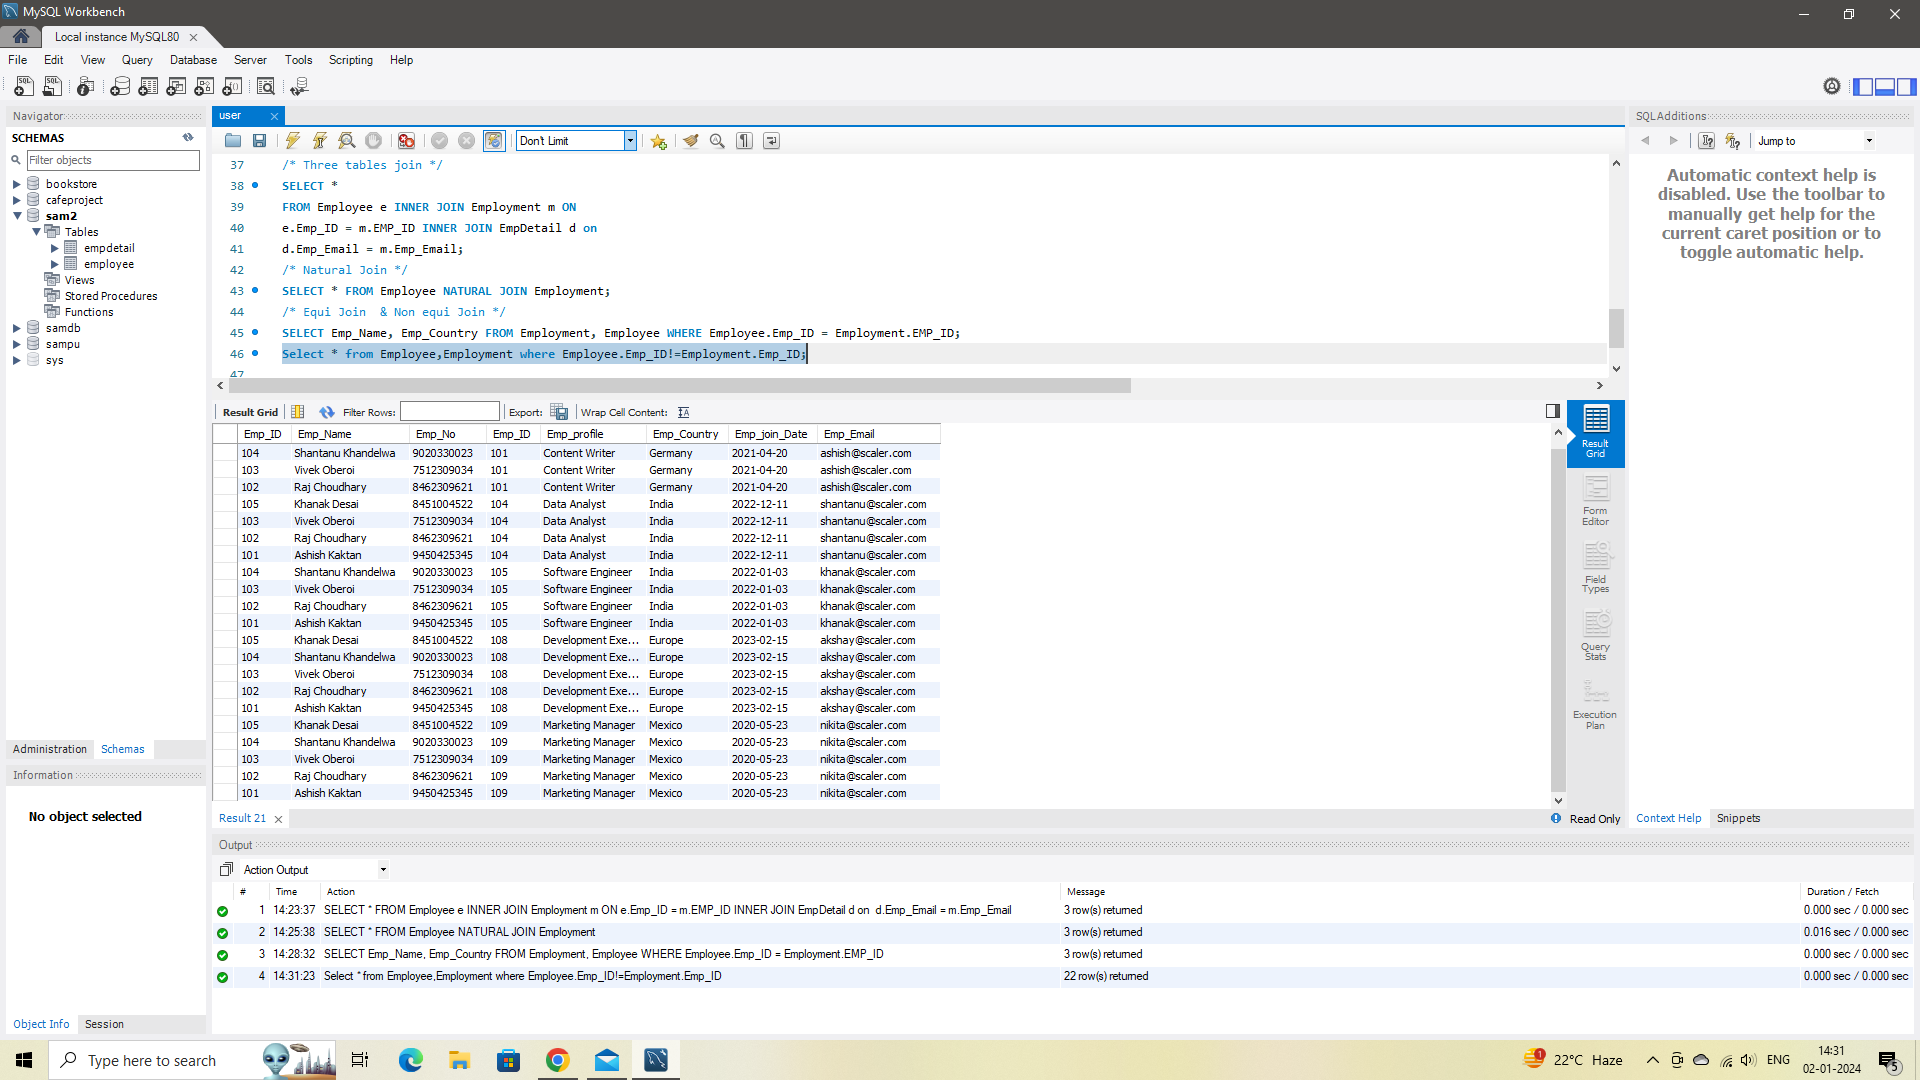 MySQL Workbench
Local instance MySQL80
File Edit View Query Database Server Tools Scripting Help
Navigator
SCHEMAS
Filter objects
bookstore
cafeproject
sam2
Tables
empdetail
employee
Views
Stored Procedures
Functions
samdb
sampu
sys
Administration Schemas
Information
No object selected
Object Info Session
user
Don't Limit
37 /* Three tables join */
38 SELECT *
39 FROM Employee e INNER JOIN Employment m ON
40 e.Emp_ID = m.EMP_ID INNER JOIN EmpDetail d on
41 d.Emp_Email = m.Emp_Email;
42 /* Natural Join */
43 SELECT * FROM Employee NATURAL JOIN Employment;
44 /* Equi Join  & Non equi Join */
45 SELECT Emp_Name, Emp_Country FROM Employment, Employee WHERE Employee.Emp_ID = Employment.EMP_ID;
46 Select * from Employee,Employment where Employee.Emp_ID!=Employment.Emp_ID;
47
Result Grid Filter Rows: Export: Wrap Cell Content:
Emp_ID Emp_Name Emp_No Emp_ID Emp_profile Emp_Country Emp_join_Date Emp_Email
104 Shantanu Khandelwa 9020330023 101 Content Writer Germany 2021-04-20 ashish@scaler.com
103 Vivek Oberoi 7512309034 101 Content Writer Germany 2021-04-20 ashish@scaler.com
102 Raj Choudhary 8462309621 101 Content Writer Germany 2021-04-20 ashish@scaler.com
105 Khanak Desai 8451004522 104 Data Analyst India 2022-12-11 shantanu@scaler.com
103 Vivek Oberoi 7512309034 104 Data Analyst India 2022-12-11 shantanu@scaler.com
102 Raj Choudhary 8462309621 104 Data Analyst India 2022-12-11 shantanu@scaler.com
101 Ashish Kaktan 9450425345 104 Data Analyst India 2022-12-11 shantanu@scaler.com
104 Shantanu Khandelwa 9020330023 105 Software Engineer India 2022-01-03 khanak@scaler.com
103 Vivek Oberoi 7512309034 105 Software Engineer India 2022-01-03 khanak@scaler.com
102 Raj Choudhary 8462309621 105 Software Engineer India 2022-01-03 khanak@scaler.com
101 Ashish Kaktan 9450425345 105 Software Engineer India 2022-01-03 khanak@scaler.com
105 Khanak Desai 8451004522 108 Development Exe... Europe 2023-02-15 akshay@scaler.com
104 Shantanu Khandelwa 9020330023 108 Development Exe... Europe 2023-02-15 akshay@scaler.com
103 Vivek Oberoi 7512309034 108 Development Exe... Europe 2023-02-15 akshay@scaler.com
102 Raj Choudhary 8462309621 108 Development Exe... Europe 2023-02-15 akshay@scaler.com
101 Ashish Kaktan 9450425345 108 Development Exe... Europe 2023-02-15 akshay@scaler.com
105 Khanak Desai 8451004522 109 Marketing Manager Mexico 2020-05-23 nikita@scaler.com
104 Shantanu Khandelwa 9020330023 109 Marketing Manager Mexico 2020-05-23 nikita@scaler.com
103 Vivek Oberoi 7512309034 109 Marketing Manager Mexico 2020-05-23 nikita@scaler.com
102 Raj Choudhary 8462309621 109 Marketing Manager Mexico 2020-05-23 nikita@scaler.com
101 Ashish Kaktan 9450425345 109 Marketing Manager Mexico 2020-05-23 nikita@scaler.com
Result Grid
Form Editor
Field Types
Query Stats
Execution Plan
Result 21
Read Only
SQLAdditions
Jump to
Automatic context help is
disabled. Use the toolbar to
manually get help for the
current caret position or to
toggle automatic help.
Context Help Snippets
Output
Action Output
# Time Action Message Duration / Fetch
1 14:23:37 SELECT * FROM Employee e INNER JOIN Employment m ON e.Emp_ID = m.EMP_ID INNER JOIN EmpDetail d on  d.Emp_Email = m.Emp_Email 3 row(s) returned 0.000 sec / 0.000 sec
2 14:25:38 SELECT * FROM Employee NATURAL JOIN Employment 3 row(s) returned 0.016 sec / 0.000 sec
3 14:28:32 SELECT Emp_Name, Emp_Country FROM Employment, Employee WHERE Employee.Emp_ID = Employment.EMP_ID 3 row(s) returned 0.000 sec / 0.000 sec
4 14:31:23 Select * from Employee,Employment where Employee.Emp_ID!=Employment.Emp_ID 22 row(s) returned 0.000 sec / 0.000 sec
Type here to search
1
22°C Haze
ENG
14:31
02-01-2024
5